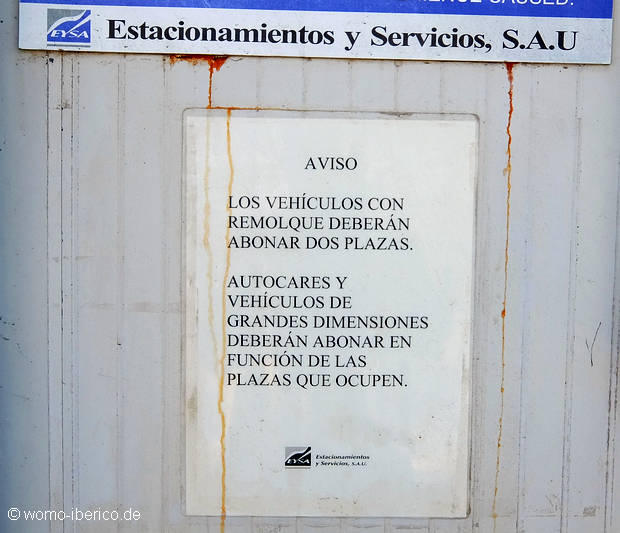 EYSA Estacionamientos y Servicios, S.A.U
AVISO
LOS VEHÍCULOS CON
REMOLQUE DEBERÁN
ABONAR DOS PLAZAS.
AUTOCARES Y
VEHÍCULOS DE
GRANDES DIMENSIONES
DEBERÁN ABONAR EN
FUNCIÓN DE LAS
PLAZAS QUE OCUPEN.
EYSA Estacionamientos
y Servicios, S.A.U.
© womo-iberico.de